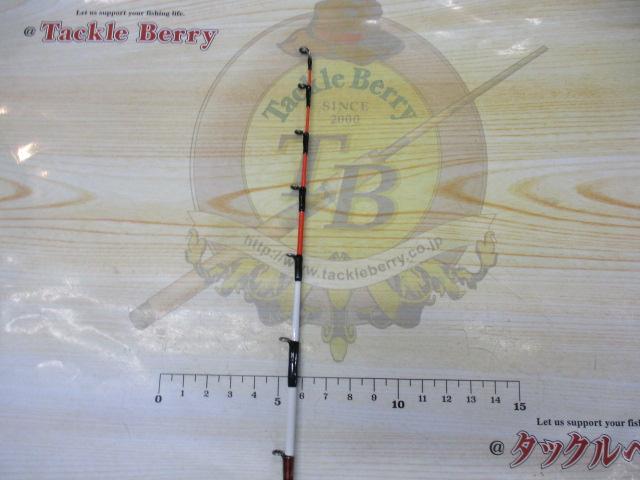 Let us support your fishing life.
@ Tackle Berry
Tackle Berry
SINCE
2000
TB
http://www.tackleberry.co.jp
0 1 2 3 4 5 6 7 8 9 10 11 12 13 14 15
Let us support your fish
@ タックルベ